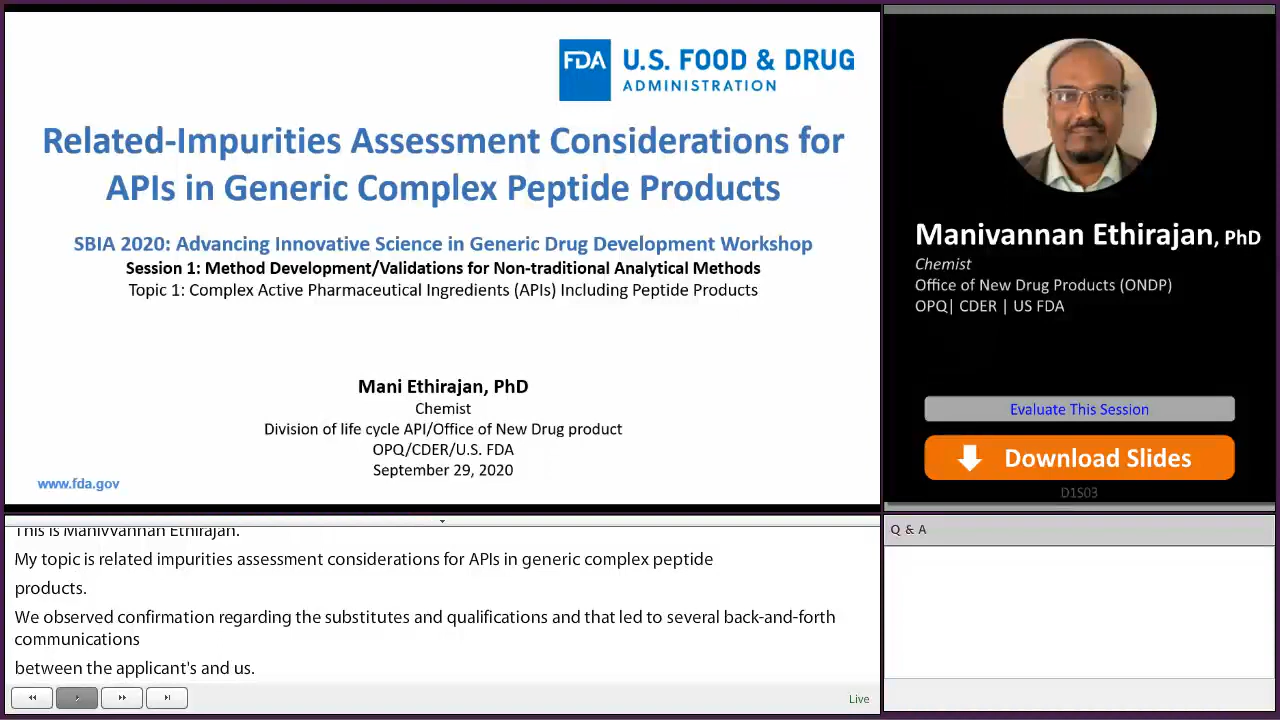 FDA U.S. FOOD & DRUG
ADMINISTRATION
Related-Impurities Assessment Considerations for
APIs in Generic Complex Peptide Products
SBIA 2020: Advancing Innovative Science in Generic Drug Development Workshop
Session 1: Method Development/Validations for Non-traditional Analytical Methods
Topic 1: Complex Active Pharmaceutical Ingredients (APIs) Including Peptide Products
Mani Ethirajan, PhD
Chemist
Division of life cycle API/Office of New Drug product
OPQ/CDER/U.S. FDA
September 29, 2020
www.fda.gov
Manivannan Ethirajan, PhD
Chemist
Office of New Drug Products (ONDP)
OPQ| CDER | US FDA
Evaluate This Session
Download Slides
D1S03
This is Manivvannan Ethirajan.
My topic is related impurities assessment considerations for APIs in generic complex peptide
products.
We observed confirmation regarding the substitutes and qualifications and that led to several back-and-forth
communications
between the applicant's and us.
Live
Q & A